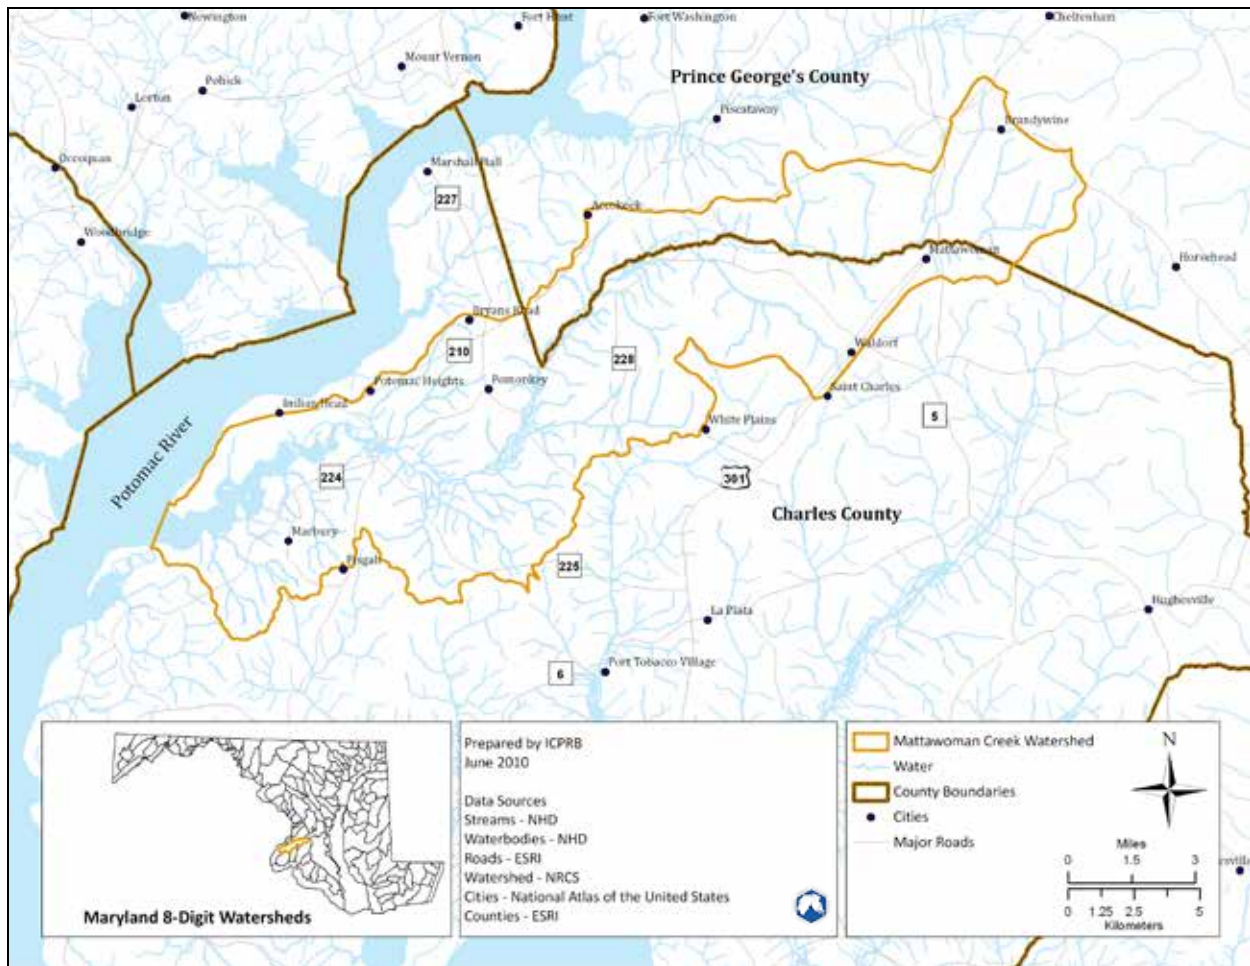 Newington
Fort Hunt
Fort Washington
Cheltenham
Mount Vernon
Prince George's County
Pohick
Lorton
Piscataway
Brandywine
Occoquan
Marshall Hall
227
Accokeek
Woodbridge
Mattawoman
Horsehead
Bryans Road
210
228
Waldorf
Potomac Heights
Pomonkey
Saint Charles
Indian Head
5
White Plains
Potomac River
224
301
Charles County
Marbury
Pisgah
225
Hughesville
La Plata
6
Port Tobacco Village
Prepared by ICPRB
June 2010
Data Sources
Streams - NHD
Waterbodies - NHD
Roads - ESRI
Watershed - NRCS
Cities - National Atlas of the United States
Counties - ESRI
Maryland 8-Digit Watersheds
Mattawoman Creek Watershed
Water
County Boundaries
Cities
Major Roads
N
Miles
0 1.5 3
0 1.25 2.5 5
Kilometers